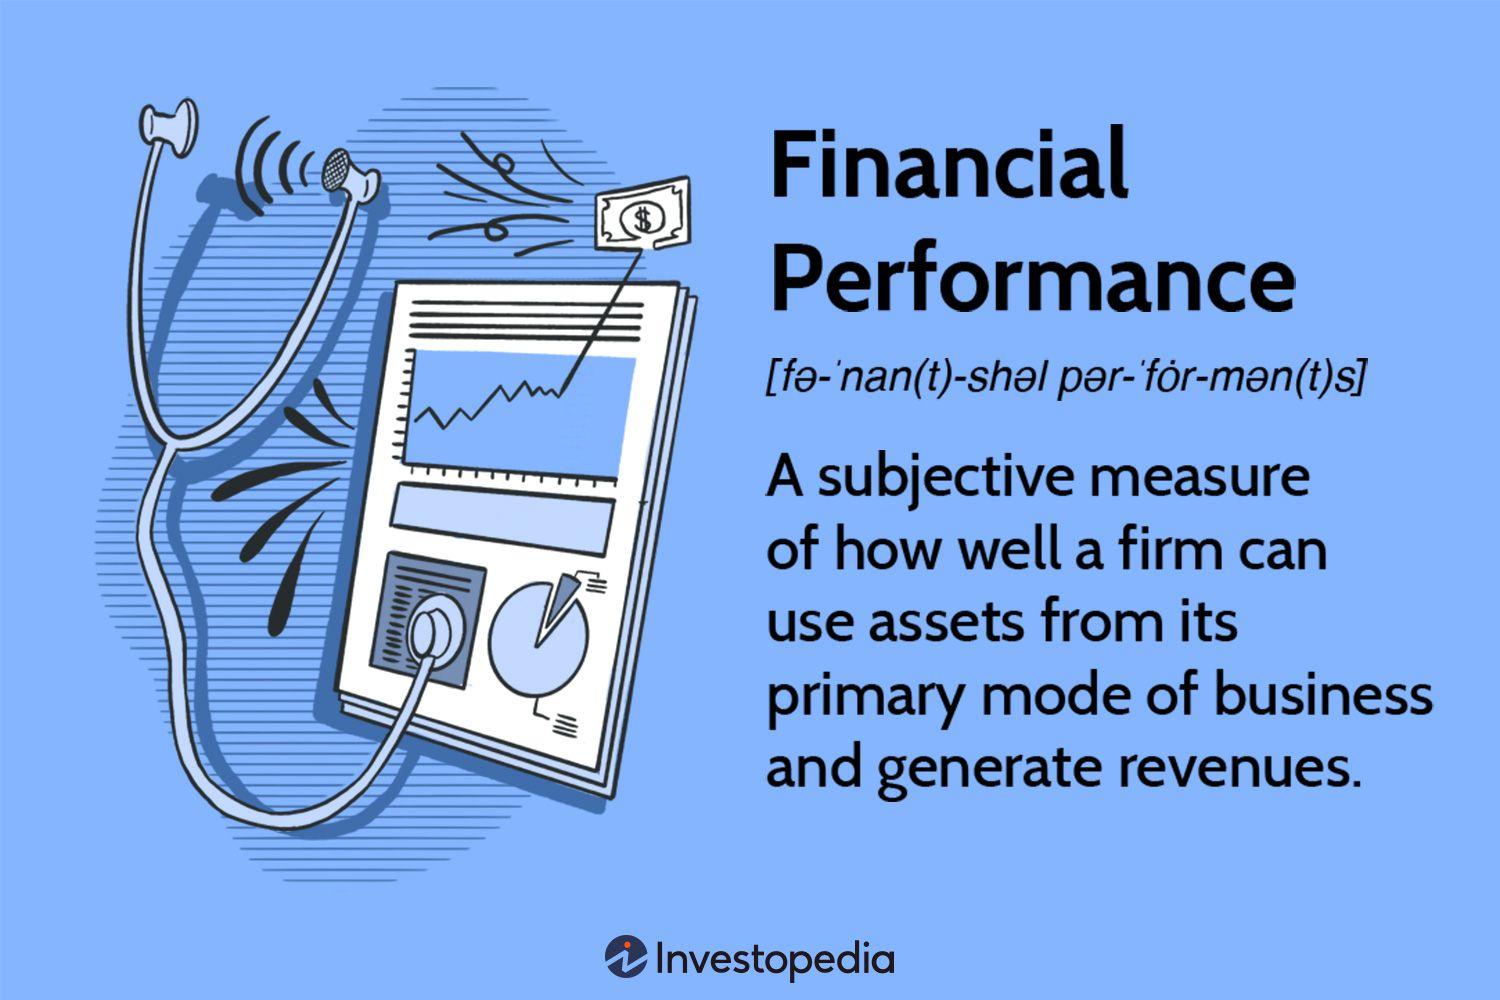 Financial
Performance
[fə-ˈnan(t)-shəl pər-ˈfȯr-mən(t)s]
A subjective measure
of how well a firm can
use assets from its
primary mode of business
and generate revenues.
$
Investopedia